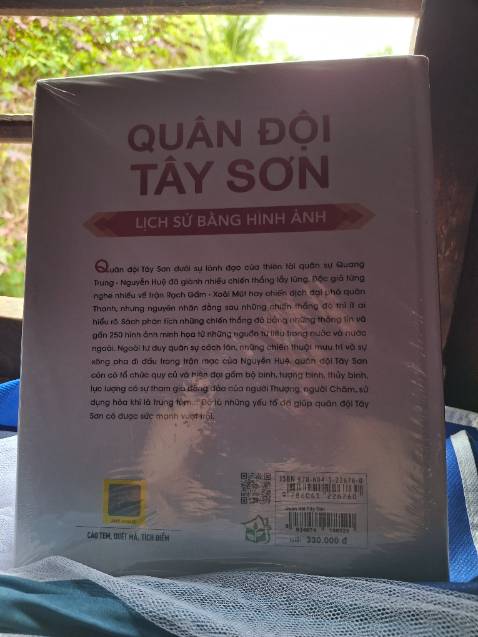 QUÂN ĐỘI
TÂY SƠN
LỊCH SỬ BẰNG HÌNH ẢNH
Quân đội Tây Sơn dưới sự lãnh đạo của thiên tài quân sự Quang
Trung - Nguyễn Huệ đã giành nhiều chiến thắng lẫy lừng. Độc giả từng
nghe nhiều về trận Rạch Gầm - Xoài Mút hay chiến dịch đại phá quân
Thanh, nhưng nguyên nhân đằng sau những chiến thắng đó thì ít ai
hiểu rõ. Sách phân tích những chiến thắng đó bằng những thông tin và
gần 250 hình ảnh minh họa từ những nguồn tư liệu trong nước và nước
ngoài. Ngoài tư duy quân sự cách tân, những chiến thuật mưu trí và sự
xông pha đi đầu trong trận mạc của Nguyễn Huệ, quân đội Tây Sơn
còn có tổ chức quy củ và hiện đại gồm bộ binh, tượng binh, thủy binh,
lực lượng có sự tham gia đông đảo của người Thượng, người Chăm, sử
dụng hỏa khí là trung tâm... Đó là những yếu tố đã giúp quân đội Tây
Sơn có được sức mạnh vượt trội.
CÀO TEM, QUÉT MÃ, TÍCH ĐIỂM
Quân đội Tây Sơn
Giá: 330.000 đ